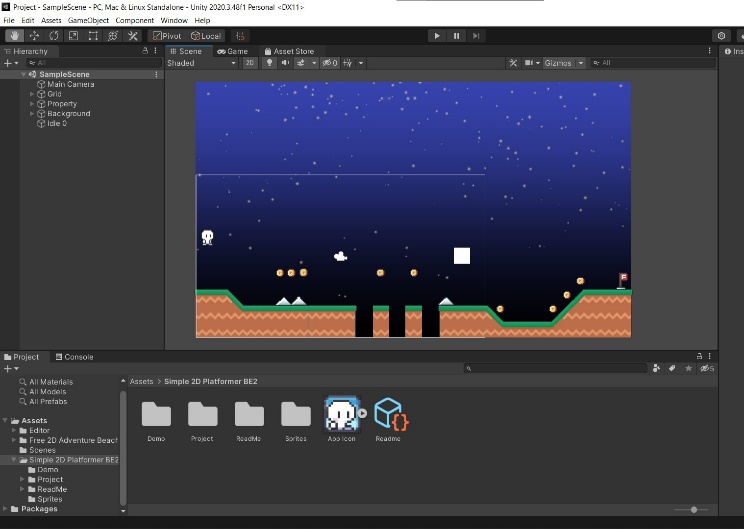 Project - SampleScene - PC, Mac & Linux Standalone - Unity 2020.3.48f1 Personal <DX11>
File Edit Assets GameObject Component Window Help
Pivot Local
Hierarchy
Scene Game Asset Store
Ins
All
Shaded 2D 0 Gizmos All
SampleScene
Main Camera
Grid
Property
Background
Idle 0
Project Console
All Materials
All Models
All Prefabs
Assets
Editor
Free 2D Adventure Beach
Scenes
Simple 2D Platformer BE2
Demo
Project
ReadMe
Sprites
Packages
Assets > Simple 2D Platformer BE2
Demo Project ReadMe Sprites App Icon Readme